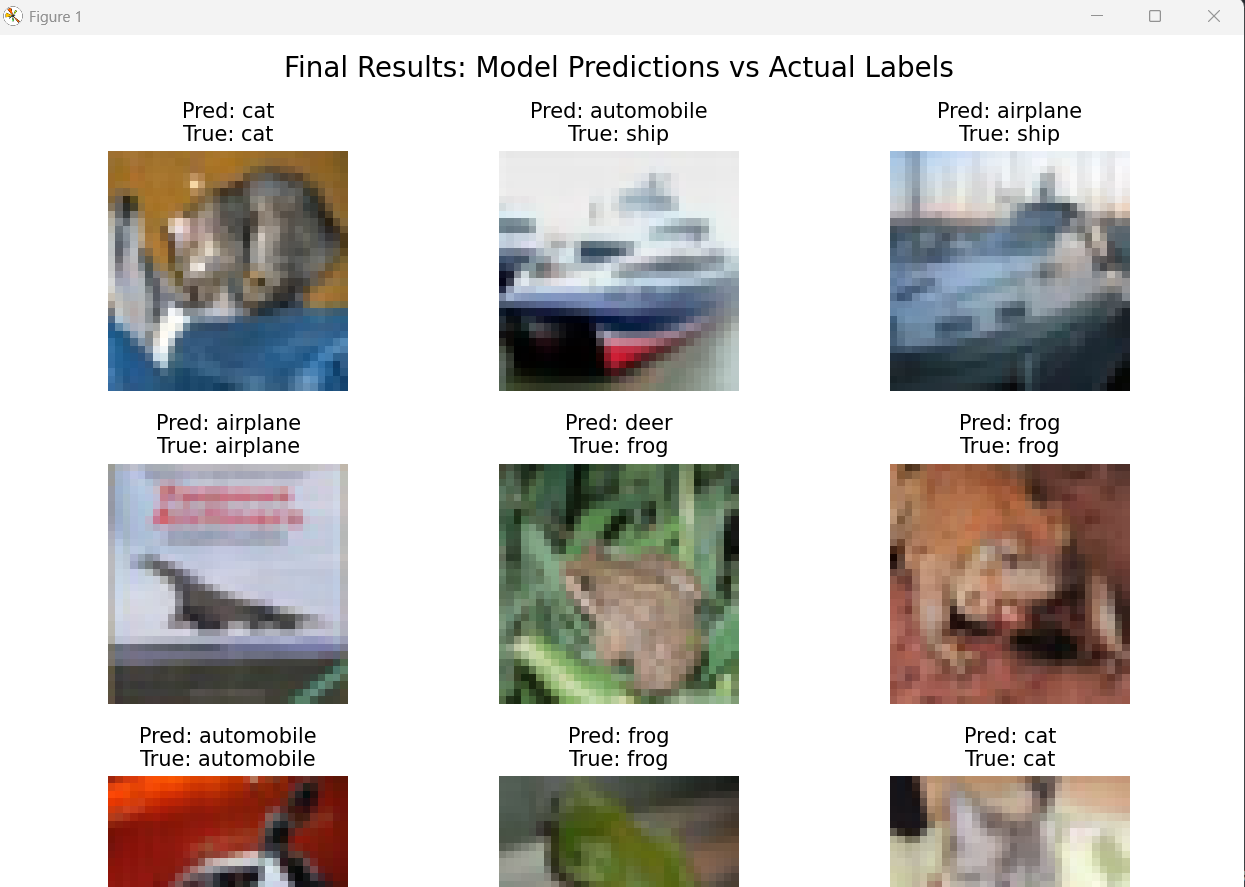 Figure 1
Final Results: Model Predictions vs Actual Labels
Pred: cat
True: cat
Pred: automobile
True: ship
Pred: airplane
True: ship
Pred: airplane
True: airplane
Pred: deer
True: frog
Pred: frog
True: frog
Pred: automobile
True: automobile
Pred: frog
True: frog
Pred: cat
True: cat